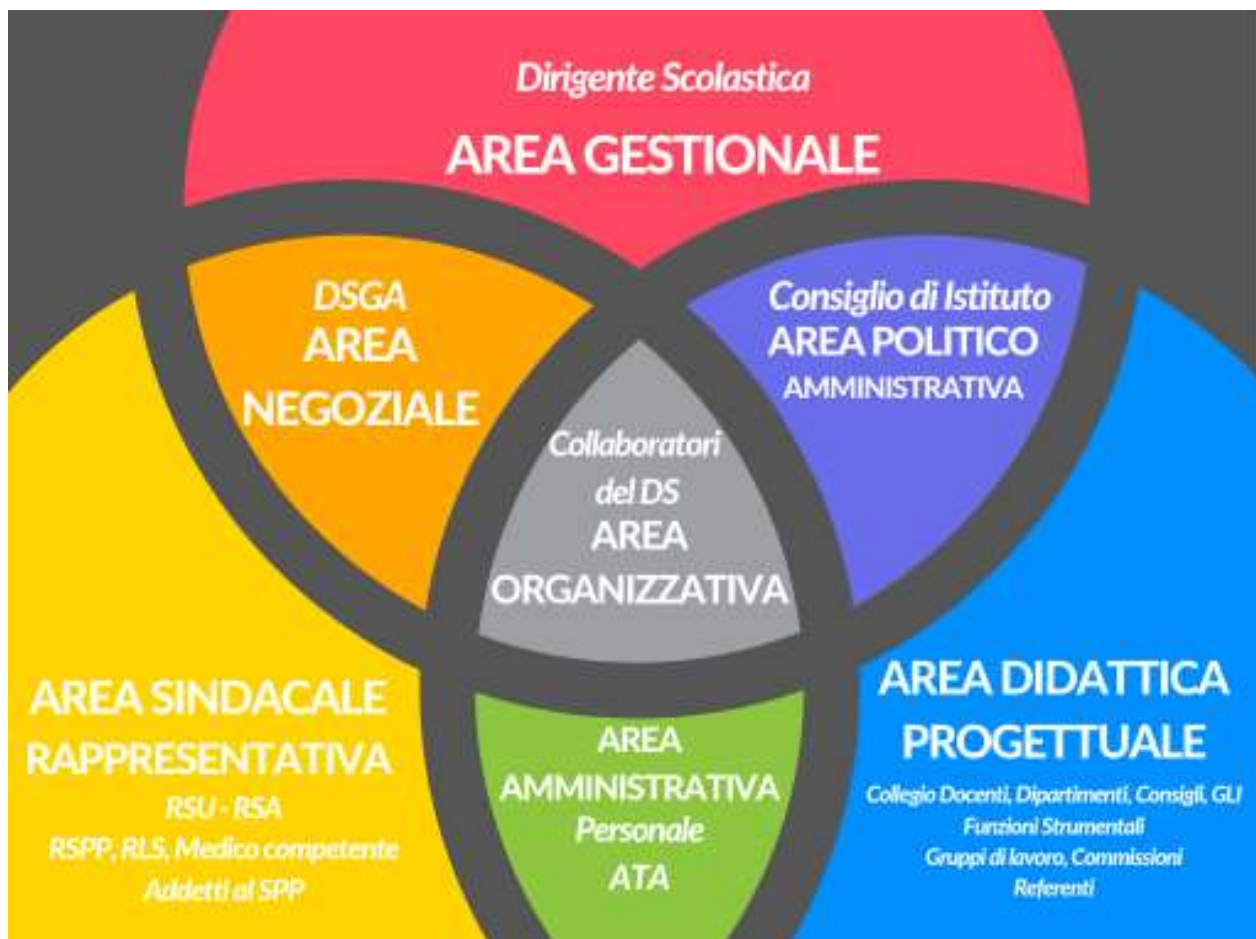 Dirigente Scolastica
AREA GESTIONALE
DSGA
AREA
NEGOZIALE
Consiglio di Istituto
AREA POLITICO
AMMINISTRATIVA
Collaboratori
del DS
AREA
ORGANIZZATIVA
AREA SINDACALE
RAPPRESENTATIVA
RSU - RSA
RSPP, RLS, Medico competente
Addetti al SPP
AREA
AMMINISTRATIVA
Personale
ATA
AREA DIDATTICA
PROGETTUALE
Collegio Docenti, Dipartimenti, Consigli, GLI
Funzioni Strumentali
Gruppi di lavoro, Commissioni
Referenti